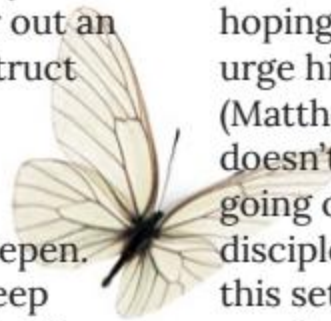 out an
truct
epen.
eep
hoping
urge hi
(Matth
doesn't
going
disciple
this set